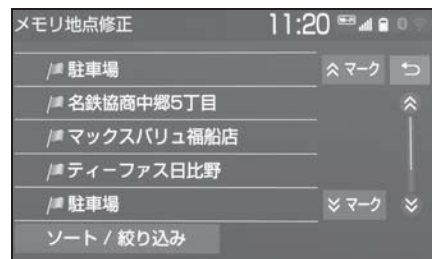 メモリ地点修正 11:20
駐車場 マーク
名鉄協商中郷5丁目
マックスバリュ福船店
ティーファス日比野
駐車場 マーク
ソート / 絞り込み